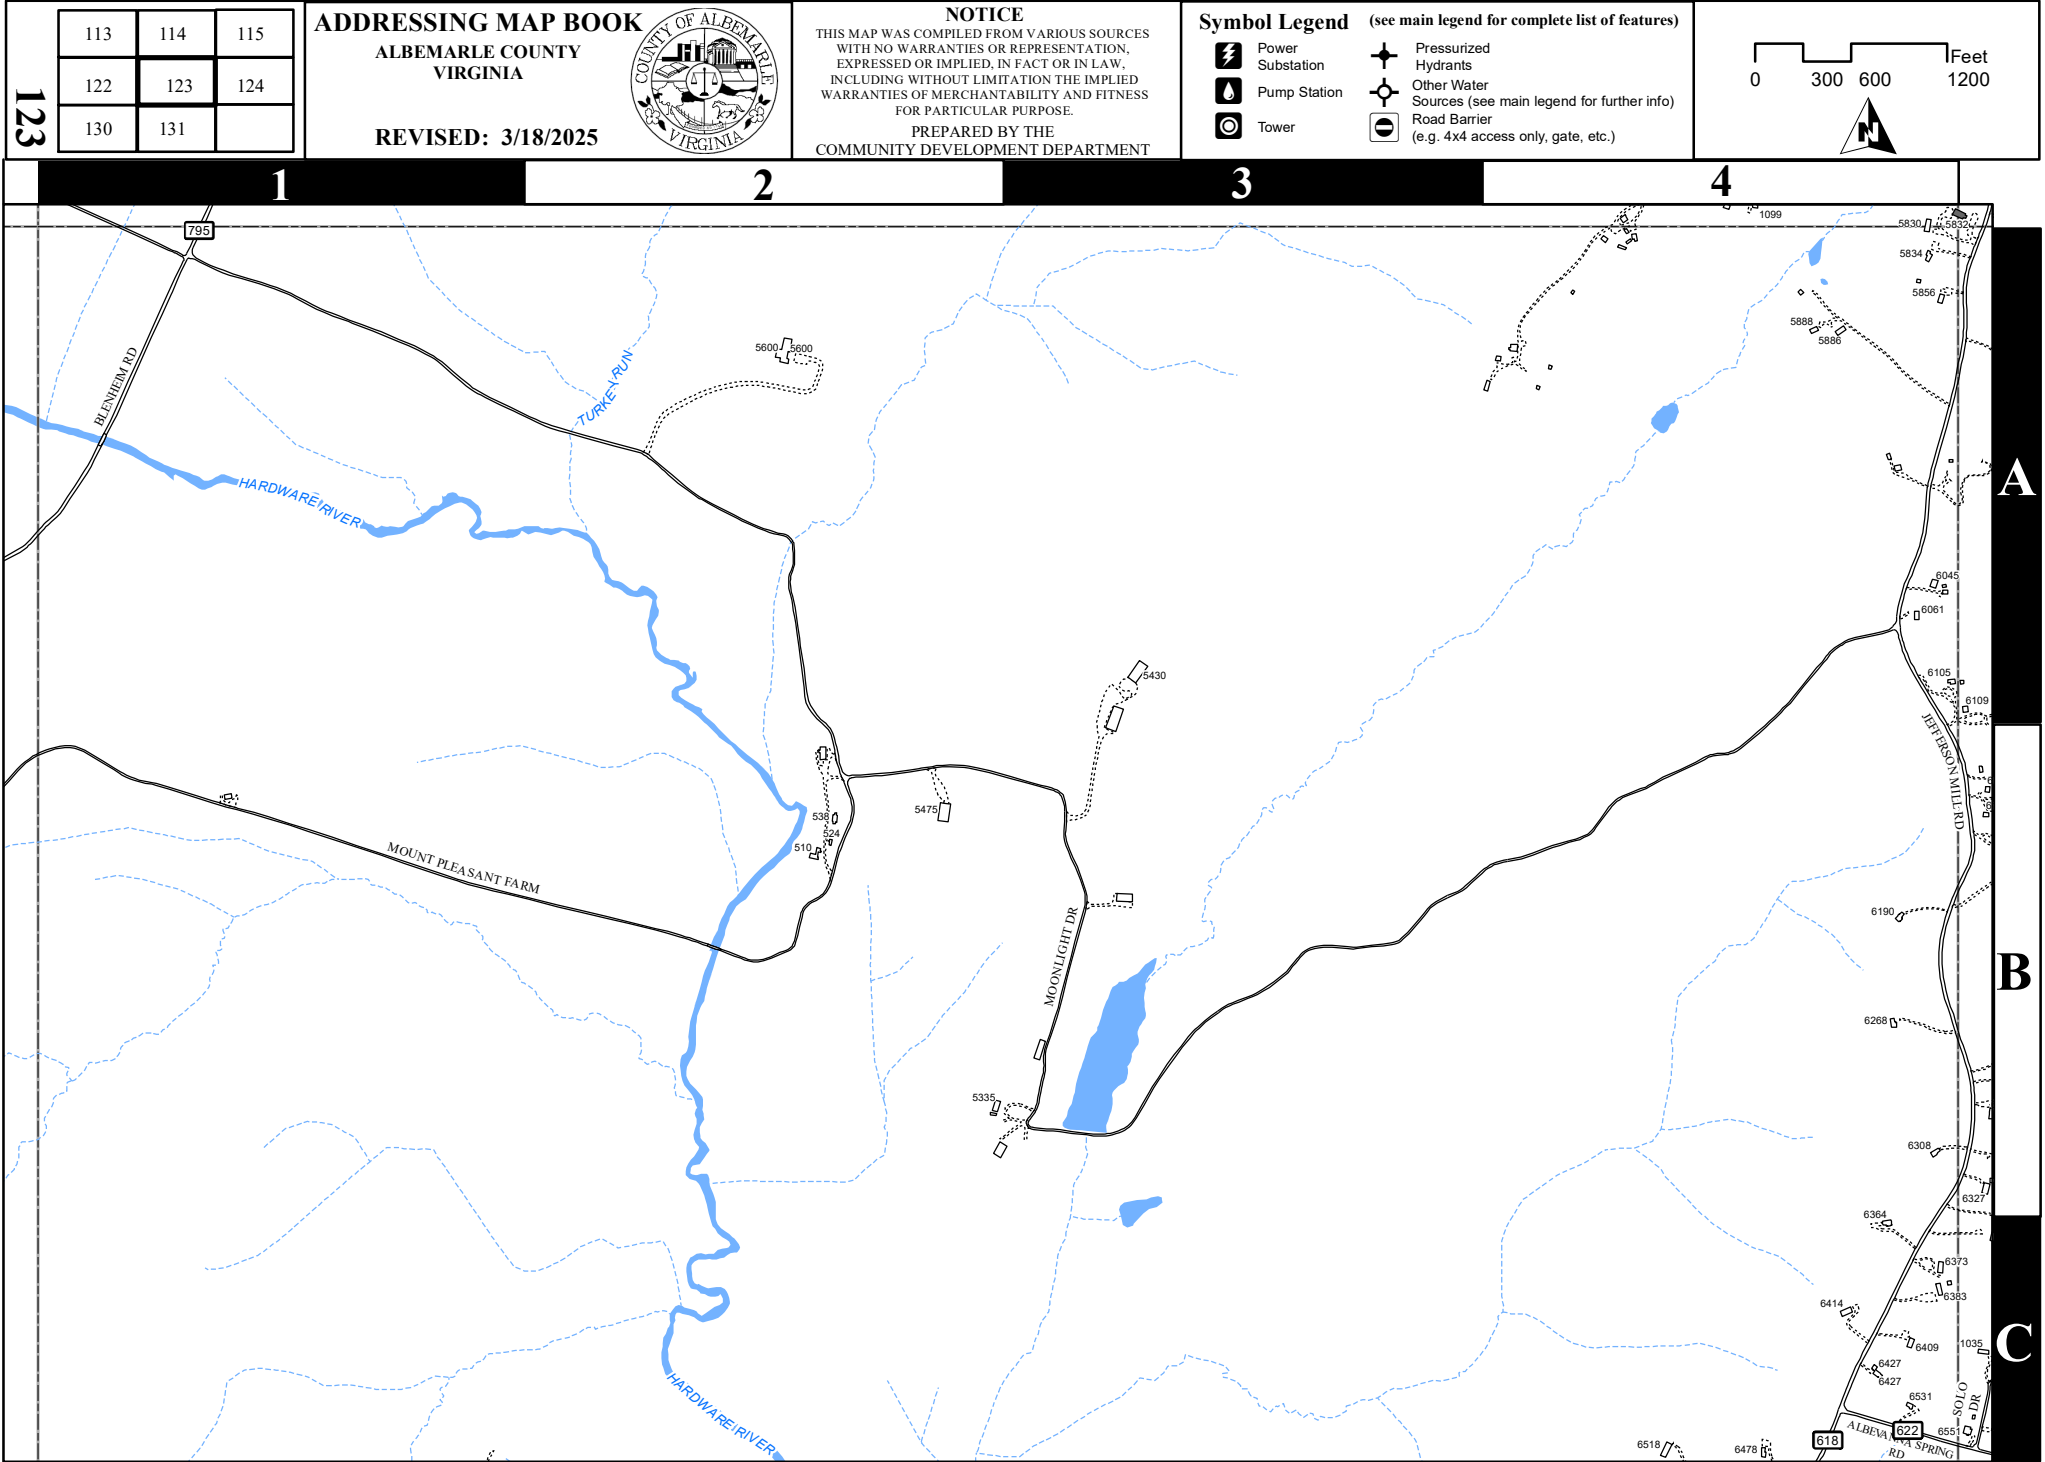 123
113 114 115
122 123 124
130 131
ADDRESSING MAP BOOK
ALBEMARLE COUNTY
VIRGINIA
REVISED: 3/18/2025
COUNTY OF ALBEMARLE
VIRGINIA
NOTICE
THIS MAP WAS COMPILED FROM VARIOUS SOURCES
WITH NO WARRANTIES OR REPRESENTATION,
EXPRESSED OR IMPLIED, IN FACT OR IN LAW,
INCLUDING WITHOUT LIMITATION THE IMPLIED
WARRANTIES OF MERCHANTABILITY AND FITNESS
FOR PARTICULAR PURPOSE.
PREPARED BY THE
COMMUNITY DEVELOPMENT DEPARTMENT
Symbol Legend (see main legend for complete list of features)
Power
Substation
Pump Station
Tower
Pressurized
Hydrants
Other Water
Sources (see main legend for further info)
Road Barrier
(e.g. 4x4 access only, gate, etc.)
Feet
0 300 600 1200
N
1 2 3 4
795
1099
5830
5832
5834
5856
5888
5886
BLENHEIM RD
5600 5600
TURKEY RUN
HARDWARE RIVER
A
6045
6061
5430
6105
6109
JEFFERSON MILL RD
5475
538
524
510
MOUNT PLEASANT FARM
6190
MOONLIGHT DR
B
6268
5335
6308
6327
6364
6373
6383
6414
6409
1035
C
6427
6427
HARDWARE RIVER
6531
SOLO
DR
6551
622
618
ALBEVANNA SPRING
RD
6518
6478